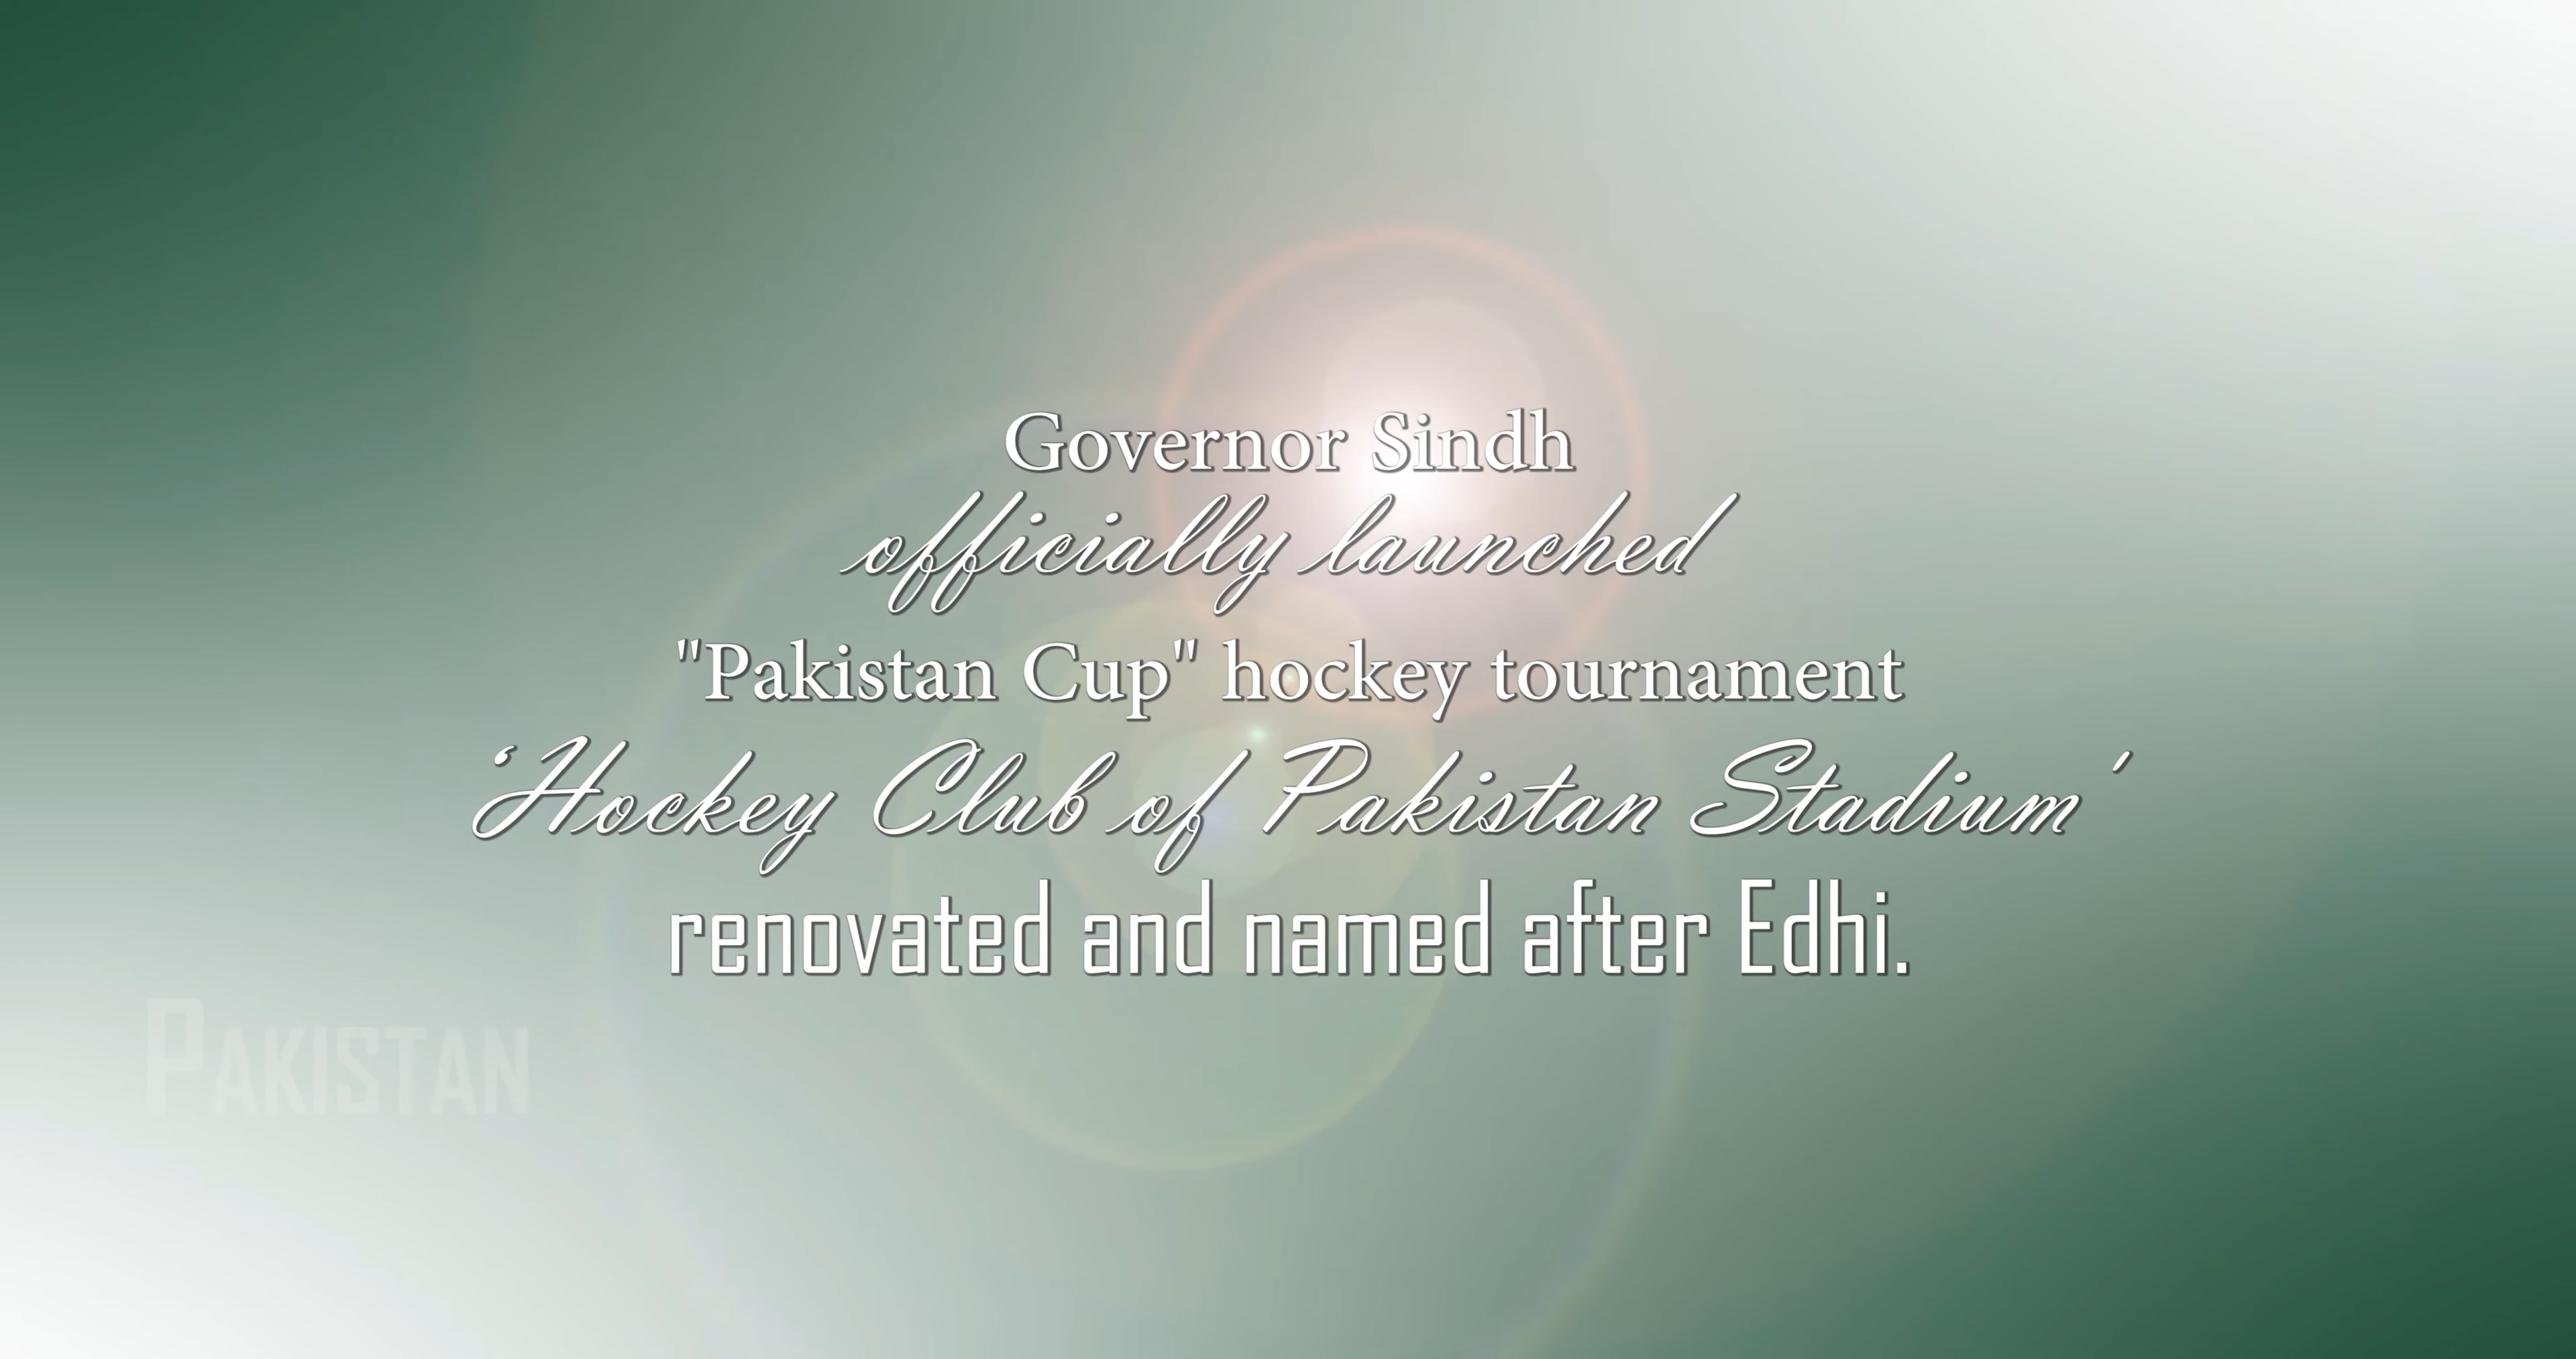 Governor Sindh
officially launched
"Pakistan Cup" hockey tournament
‘Hockey Club of Pakistan Stadium’
renovated and named after Edhi.
PAKISTAN